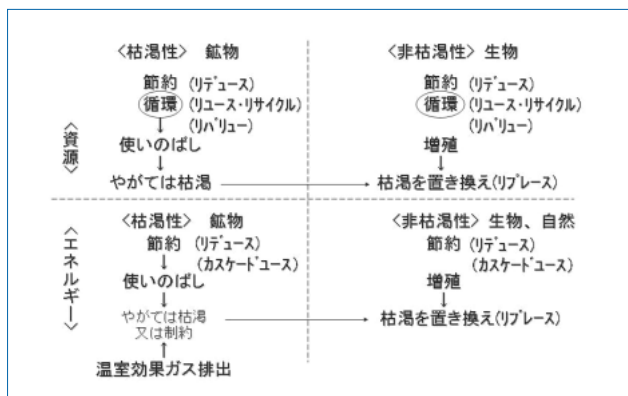 〈枯渇性〉 鉱物
節約 (リデュース)
循環 (リユース・リサイクル)
(リバリュー)
使いのばし
やがては枯渇
〈非枯渇性〉 生物
節約 (リデュース)
循環 (リユース・リサイクル)
(リバリュー)
増殖
枯渇を置き換え(リプレース)
〈資源〉
〈枯渇性〉 鉱物
節約 (リデュース)
(カスケードユース)
使いのばし
やがては枯渇
又は制約
温室効果ガス排出
〈非枯渇性〉 生物、自然
節約 (リデュース)
(カスケードユース)
増殖
枯渇を置き換え(リプレース)
〈エネルギー〉